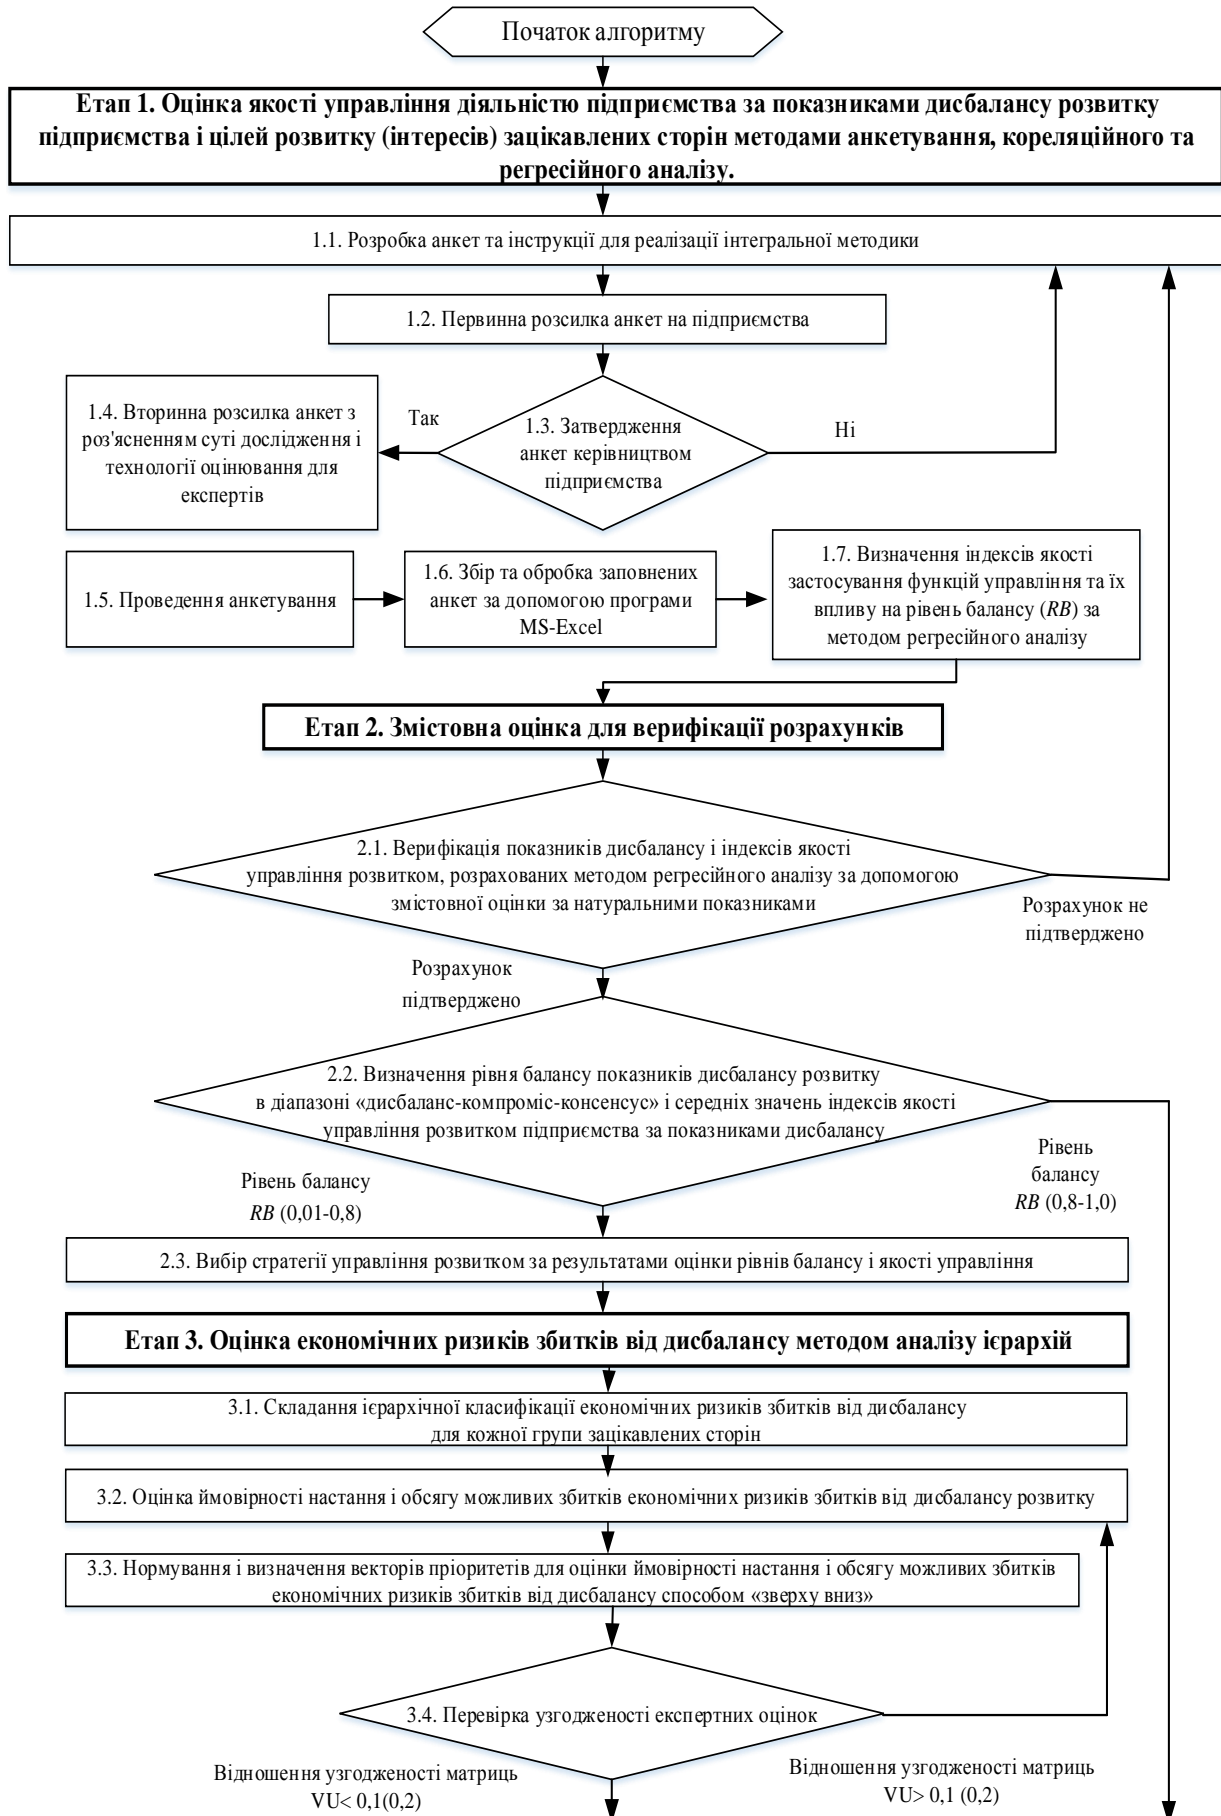 Початок алгоритму
Етап 1. Оцінка якості управління діяльністю підприємства за показниками дисбалансу розвитку
підприємства і цілей розвитку (інтересів) зацікавлених сторін методами анкетування, кореляційного та
регресійного аналізу.
1.1. Розробка анкет та інструкції для реалізації інтегральної методики
1.2. Первинна розсилка анкет на підприємства
1.3. Затвердження
анкет керівництвом
підприємства
Так
Ні
1.4. Вторинна розсилка анкет з
роз'ясненням суті дослідження і
технології оцінювання для
експертів
1.5. Проведення анкетування
1.6. Збір та обробка заповнених
анкет за допомогою програми
MS-Excel
1.7. Визначення індексів якості
застосування функцій управління та їх
впливу на рівень балансу (RB) за
методом регресійного аналізу
Етап 2. Змістовна оцінка для верифікації розрахунків
2.1. Верифікація показників дисбалансу і індексів якості
управління розвитком, розрахованих методом регресійного аналізу за допомогою
змістовної оцінки за натуральними показниками
Розрахунок не
підтверджено
Розрахунок
підтверджено
2.2. Визначення рівня балансу показників дисбалансу розвитку
в діапазоні «дисбаланс-компроміс-консенсус» і середніх значень індексів якості
управління розвитком підприємства за показниками дисбалансу
Рівень балансу
RB (0,01-0,8)
Рівень
балансу
RB (0,8-1,0)
2.3. Вибір стратегії управління розвитком за результатами оцінки рівнів балансу і якості управління
Етап 3. Оцінка економічних ризиків збитків від дисбалансу методом аналізу ієрархій
3.1. Складання ієрархічної класифікації економічних ризиків збитків від дисбалансу
для кожної групи зацікавлених сторін
3.2. Оцінка ймовірності настання і обсягу можливих збитків економічних ризиків збитків від дисбалансу розвитку
3.3. Нормування і визначення векторів пріоритетів для оцінки ймовірності настання і обсягу можливих збитків
економічних ризиків збитків від дисбалансу способом «зверху вниз»
3.4. Перевірка узгодженості експертних оцінок
Відношення узгодженості матриць
VU< 0,1(0,2)
Відношення узгодженості матриць
VU> 0,1 (0,2)